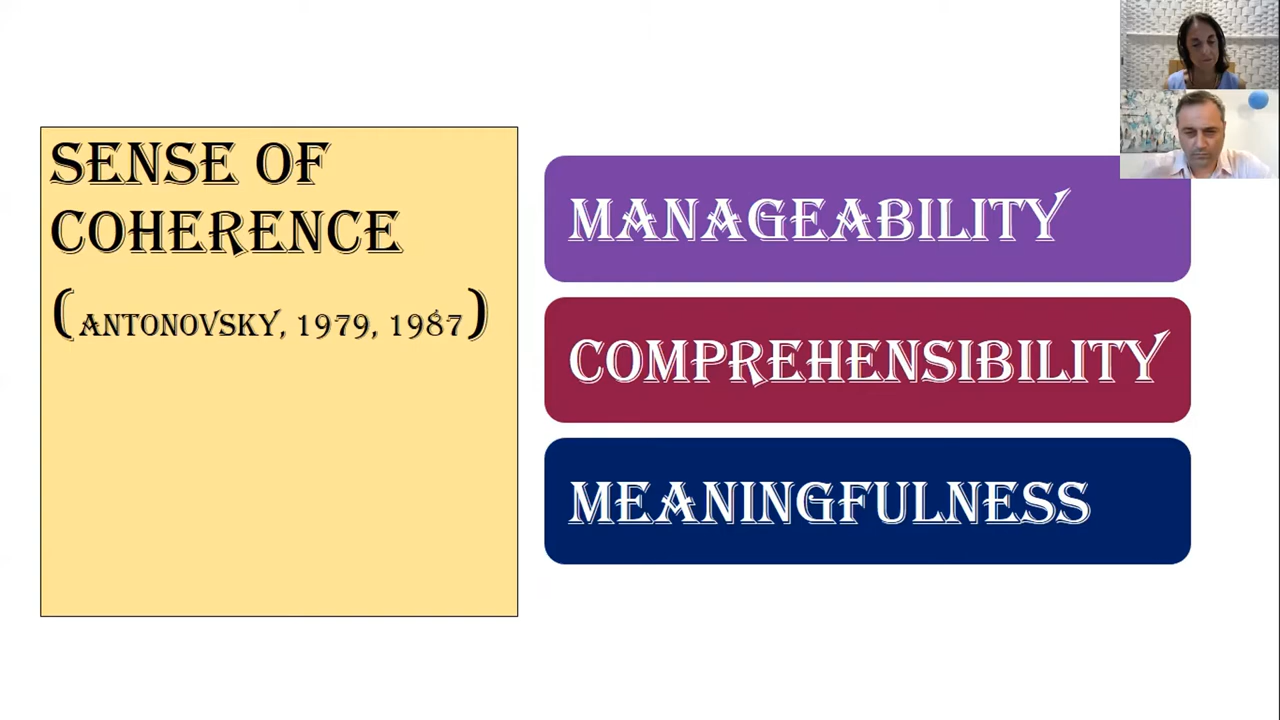 SENSE OF
COHERENCE
(ANTONOVSKY, 1979, 1987)
MANAGEABILITY
COMPREHENSIBILITY
MEANINGFULNESS